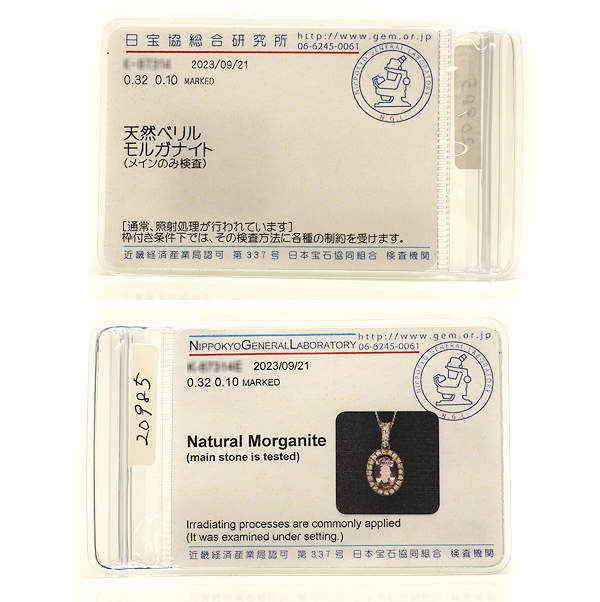 日宝協総合研究所
http://www.gem.or.jp
06-6245-0061
2023/09/21
0.32 0.10 MARKED
NIPPOKYO GENERAL LABORATORY
N.G.L.
天然ベリル
モルガナイト
(メインのみ検査)
[通常、照射処理が行われています]
枠付き条件下では、その検査方法に各種の制約を受けます。
近畿経済産業局認可 第337号 日本宝石協同組合 検査機関
20985
NIPPOKYO GENERAL LABORATORY
http://www.gem.or.jp
06-6245-0061
2023/09/21
0.32 0.10 MARKED
NIPPOKYO GENERAL LABORATORY
N.G.L.
20985
Natural Morganite
(main stone is tested)
Irradiating processes are commonly applied
(It was examined under setting.)
近畿経済産業局認可 第337号 日本宝石協同組合 検査機関